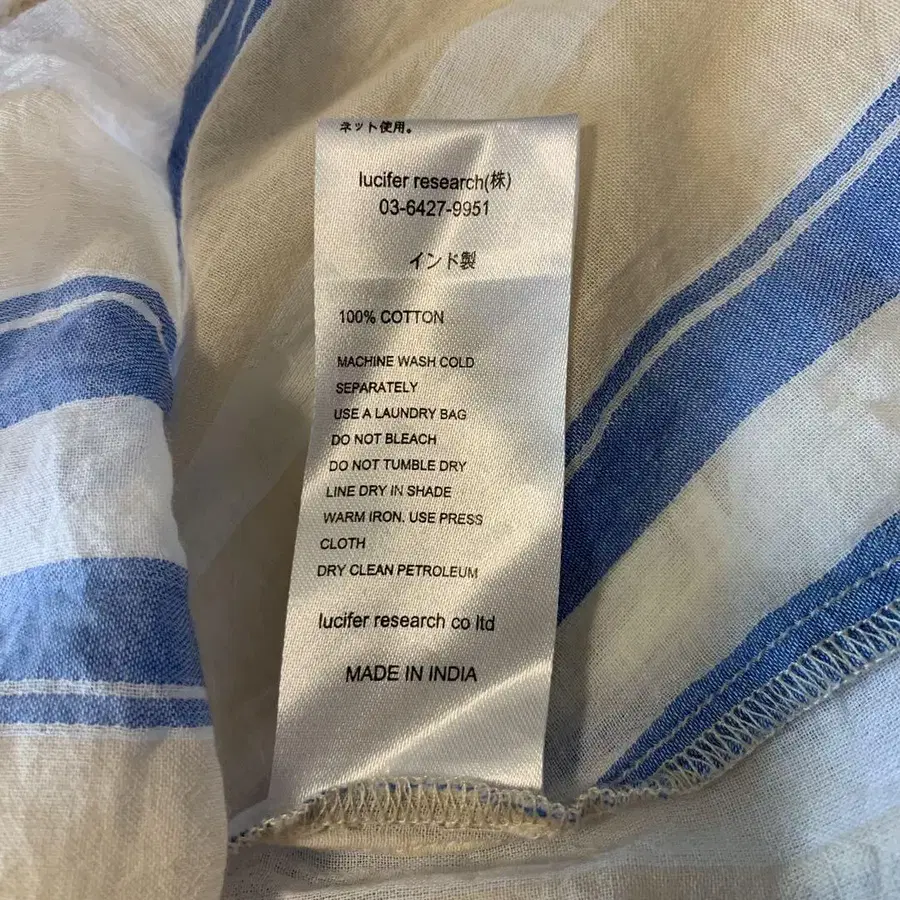 ネット使用。
lucifer research(株)
03-6427-9951
インド製
100% COTTON
MACHINE WASH COLD
SEPARATELY
USE A LAUNDRY BAG
DO NOT BLEACH
DO NOT TUMBLE DRY
LINE DRY IN SHADE
WARM IRON. USE PRESS
CLOTH
DRY CLEAN PETROLEUM
lucifer research co ltd
MADE IN INDIA